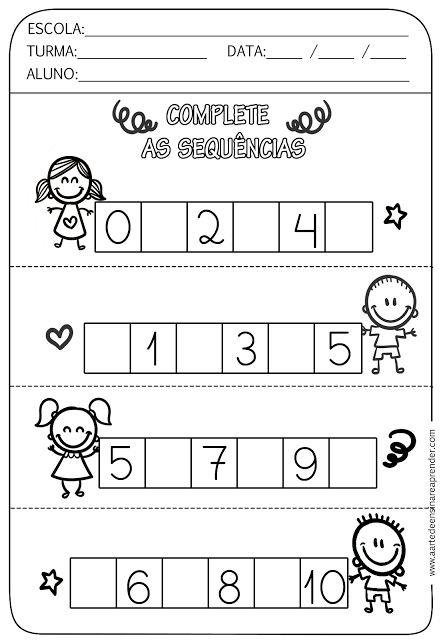 ESCOLA:
TURMA: DATA: / /
ALUNO:
COMPLETE
AS SEQUÊNCIAS
0 2 4
1 3 5
5 7 9
6 8 10
www.aartedeensinareaprender.com